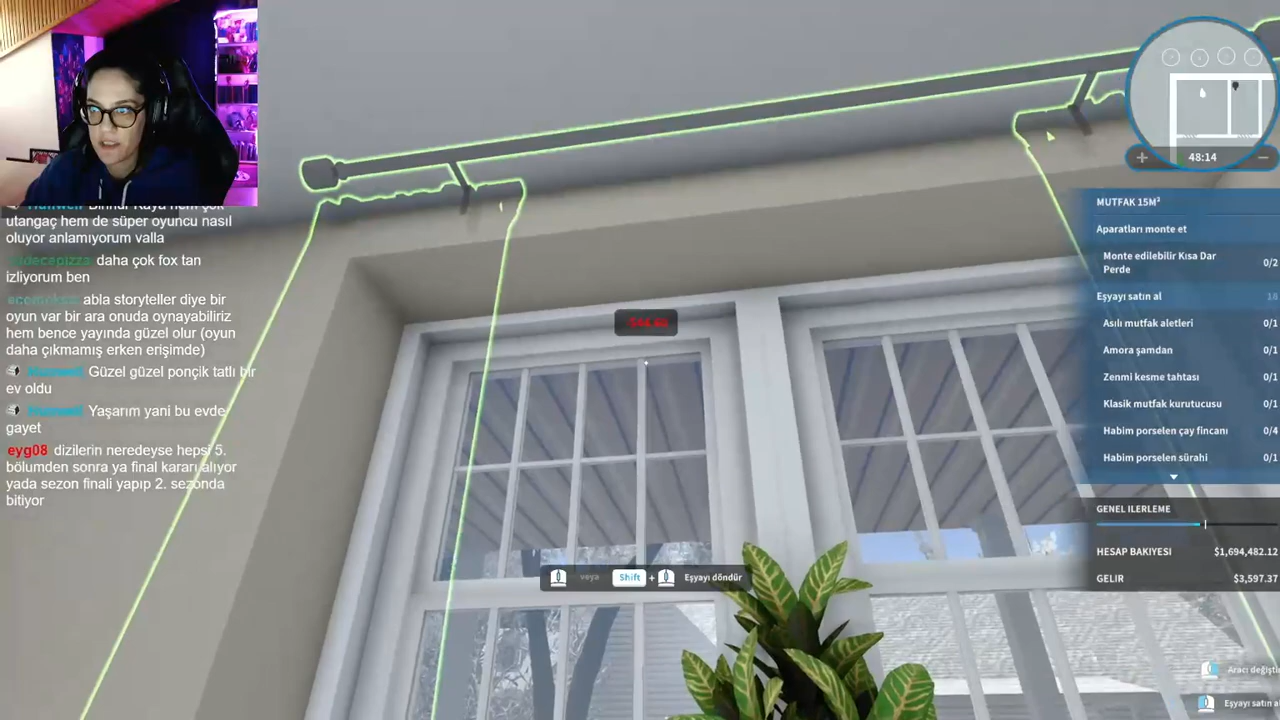 utangaç hem de süper oyuncu nasıl
oluyor anlamıyorum valla
daha çok fox tan
izliyorum ben
abla storyteller diye bir
oyun var bir ara onuda oynayabiliriz
hem bence yayında güzel olur (oyun
daha çıkmamış erken erişimde)
Güzel güzel ponçik tatlı bir
ev oldu
Yaşarım yani bu evde
gayet
eyg08 dizilerin neredeyse hepsi 5.
bölümden sonra ya final kararı alıyor
yada sezon finali yapıp 2. sezonda
bitiyor
veya Shift + Eşyayı döndür
48:14
MUTFAK 15M²
Aparatları monte et
Monte edilebilir Kısa Dar
Perde 0/2
Eşyayı satın al
Asılı mutfak aletleri 0/1
Amora şamdan 0/1
Zenmi kesme tahtası 0/1
Klasik mutfak kurutucusu 0/1
Habim porselen çay fincanı 0/4
Habim porselen sürahi 0/1
GENEL ILERLEME
HESAP BAKIYESI $1,694,482.12
GELIR $3,597.37
Aracı değişti
Eşyayı satın a